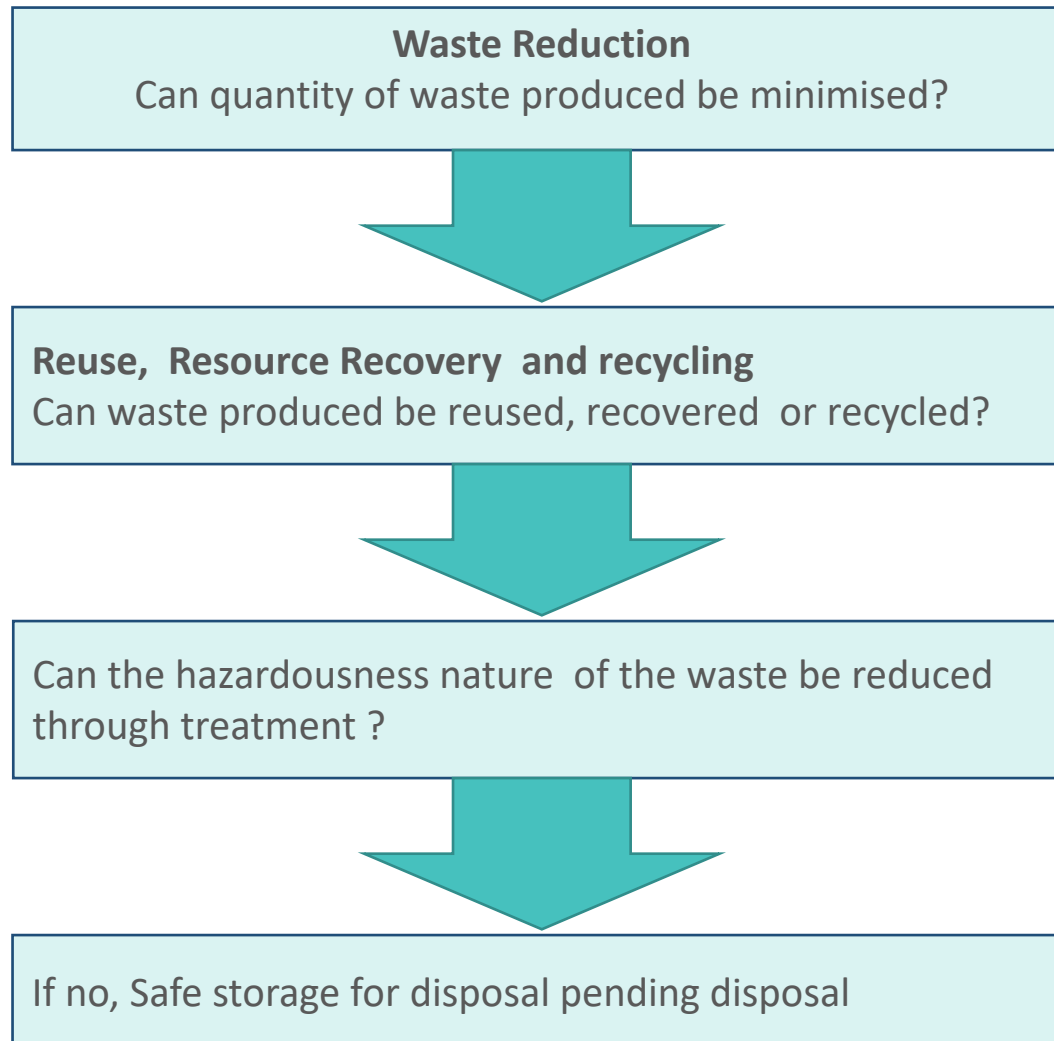 Waste Reduction
Can quantity of waste produced be minimised?
Reuse,  Resource Recovery  and recycling
Can waste produced be reused, recovered  or recycled?
Can the hazardousness nature  of the waste be reduced
through treatment ?
If no, Safe storage for disposal pending disposal